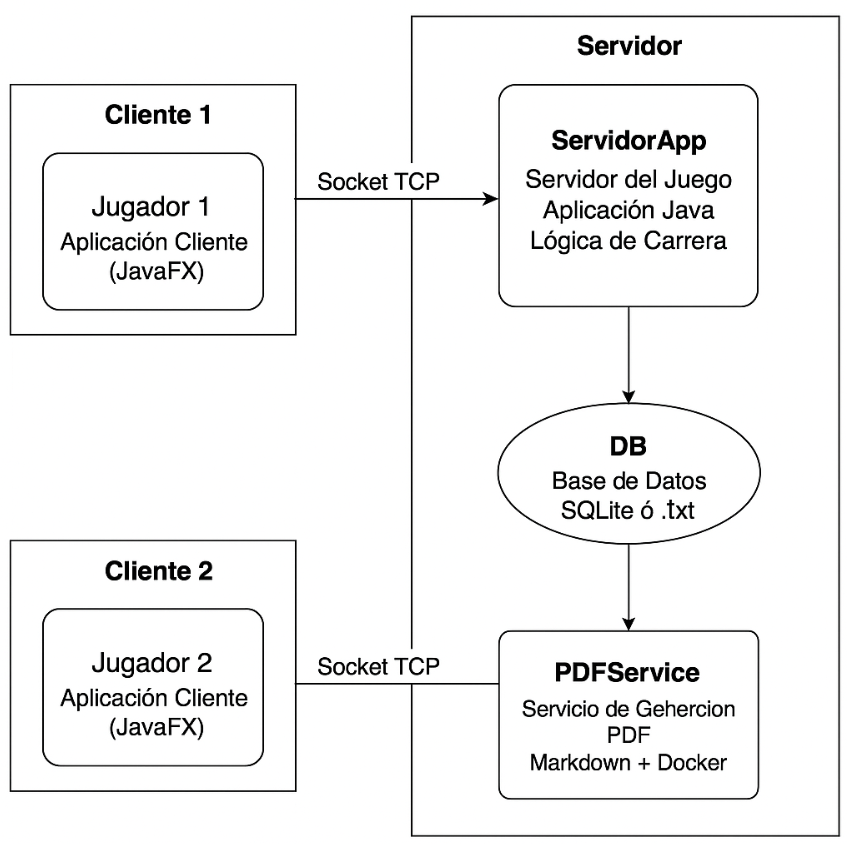 Servidor
Cliente 1
Jugador 1
Aplicación Cliente
(JavaFX)
Socket TCP
ServidorApp
Servidor del Juego
Aplicación Java
Lógica de Carrera
DB
Base de Datos
SQLite ó .txt
Cliente 2
Jugador 2
Aplicación Cliente
(JavaFX)
Socket TCP
PDFService
Servicio de Gehercion
PDF
Markdown + Docker